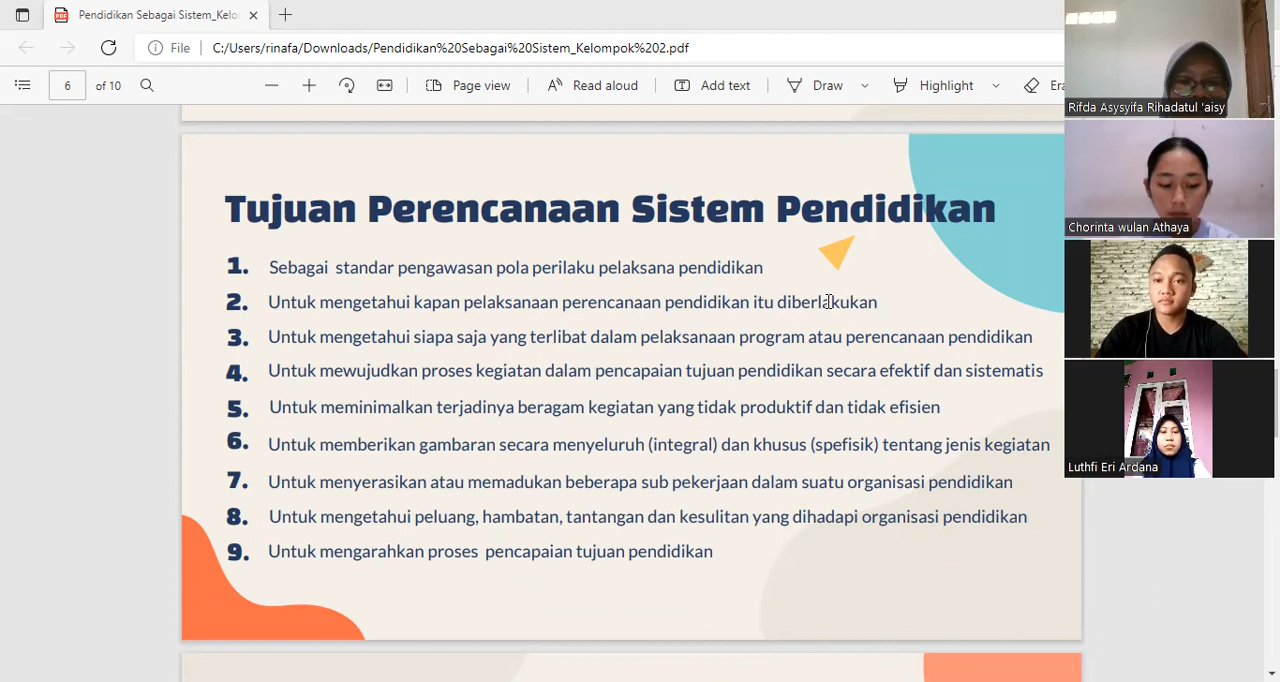 Pendidikan Sebagai Sistem_Kelo
File
C:/Users/rinafa/Downloads/Pendidikan%20Sebagai%20Sistem_Kelompok%202.pdf
6 of 10
Page view
Read aloud
Add text
Draw
Highlight
Era
Tujuan Perencanaan Sistem Pendidikan
1. Sebagai standar pengawasan pola perilaku pelaksana pendidikan
2. Untuk mengetahui kapan pelaksanaan perencanaan pendidikan itu diberlakukan
3. Untuk mengetahui siapa saja yang terlibat dalam pelaksanaan program atau perencanaan pendidikan
4. Untuk mewujudkan proses kegiatan dalam pencapaian tujuan pendidikan secara efektif dan sistematis
5. Untuk meminimalkan terjadinya beragam kegiatan yang tidak produktif dan tidak efisien
6. Untuk memberikan gambaran secara menyeluruh (integral) dan khusus (spefisik) tentang jenis kegiatan
7. Untuk menyerasikan atau memadukan beberapa sub pekerjaan dalam suatu organisasi pendidikan
8. Untuk mengetahui peluang, hambatan, tantangan dan kesulitan yang dihadapi organisasi pendidikan
9. Untuk mengarahkan proses pencapaian tujuan pendidikan
Rifda Asysyifa Rihadatul 'aisy
Chorinta wulan Athaya
Luthfi Eri Ardana